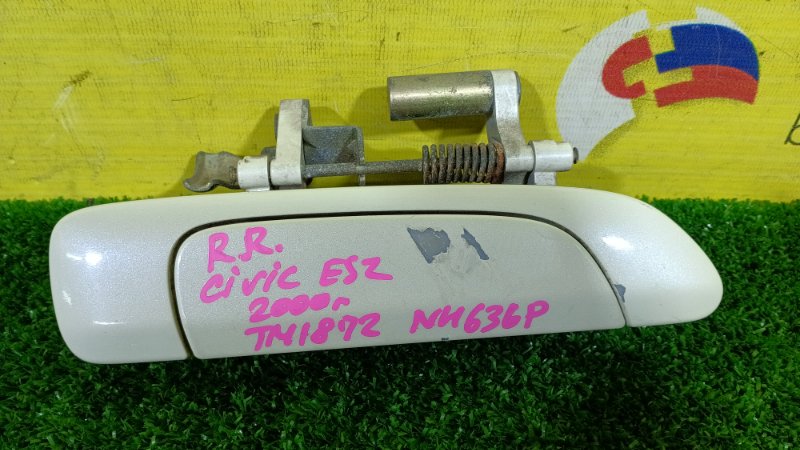 R.R.
civic ES2
2000г
TM1872 NH636P